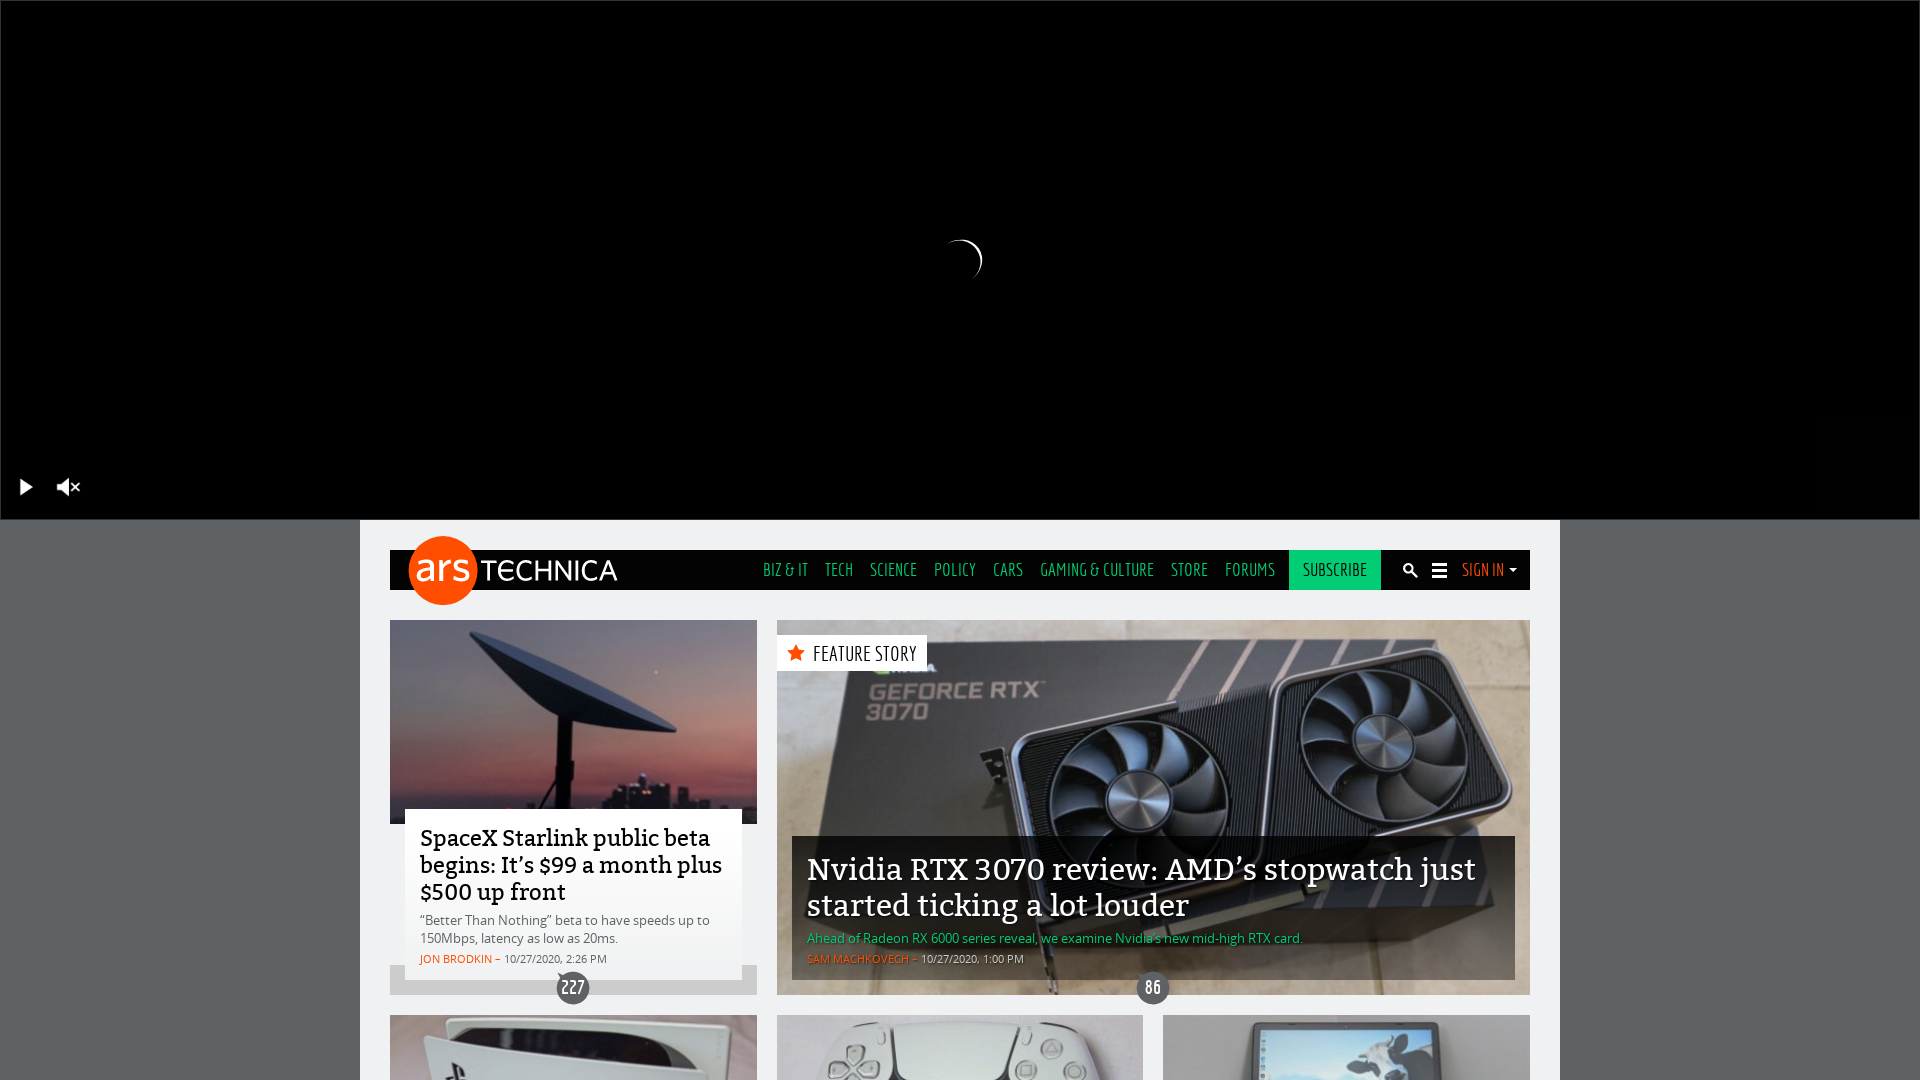 ars TECHNICA
BIZ & IT TECH SCIENCE POLICY CARS GAMING & CULTURE STORE FORUMS SUBSCRIBE SIGN IN
FEATURE STORY
GEFORCE RTX™
3070
SpaceX Starlink public beta
begins: It’s $99 a month plus
$500 up front
“Better Than Nothing” beta to have speeds up to
150Mbps, latency as low as 20ms.
JON BRODKIN – 10/27/2020, 2:26 PM
227
Nvidia RTX 3070 review: AMD’s stopwatch just
started ticking a lot louder
Ahead of Radeon RX 6000 series reveal, we examine Nvidia’s new mid-high RTX card.
SAM MACHKOVECH – 10/27/2020, 1:00 PM
86